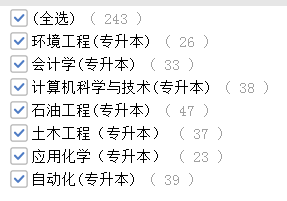 (全选) ( 243 )
环境工程(专升本) ( 26 )
会计学(专升本) ( 33 )
计算机科学与技术(专升本) ( 38 )
石油工程(专升本) ( 47 )
土木工程（专升本） ( 37 )
应用化学（专升本） ( 23 )
自动化(专升本) ( 39 )